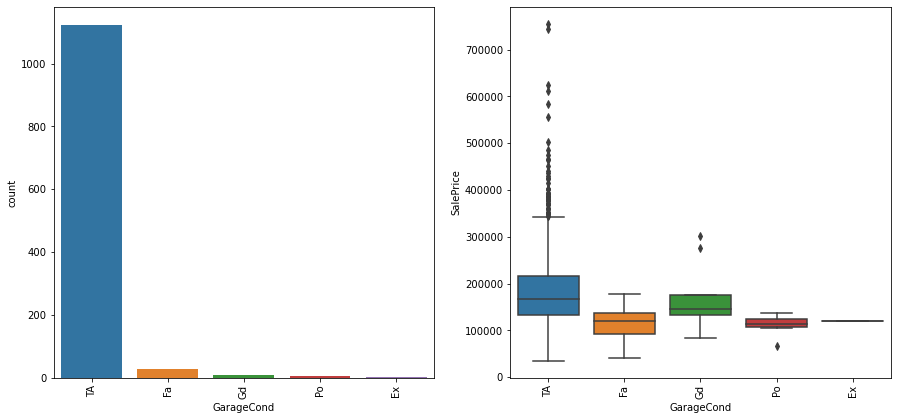 1000
800
600
400
200
0
count
TA
Fa
Gd
Po
Ex
GarageCond
700000
600000
500000
400000
300000
200000
100000
0
SalePrice
TA
Fa
Gd
Po
Ex
GarageCond